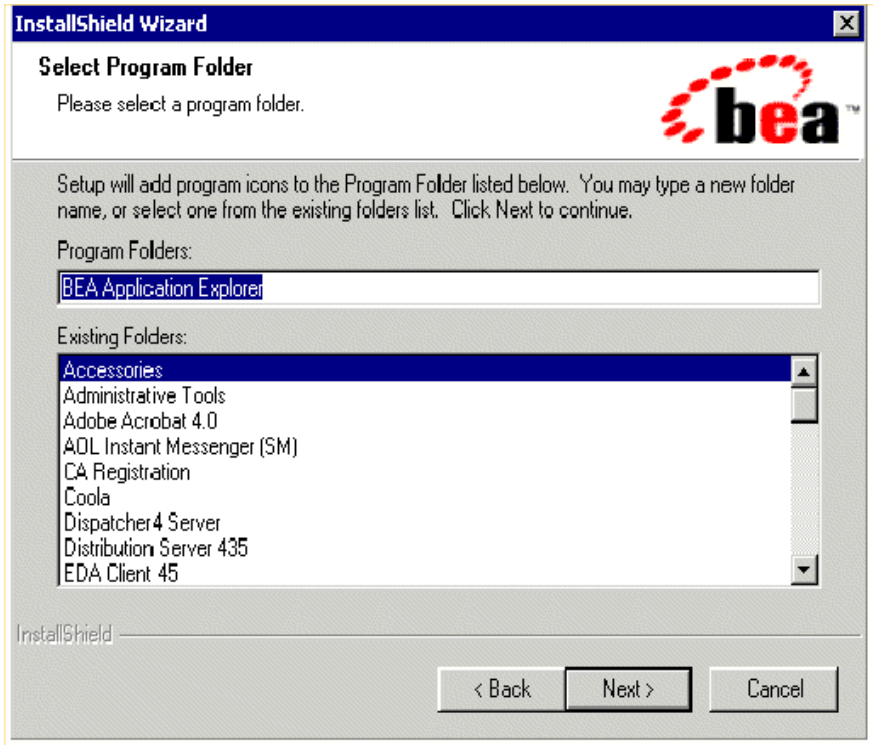 InstallShield Wizard
Select Program Folder
Please select a program folder.
bea™
Setup will add program icons to the Program Folder listed below.  You may type a new folder
name, or select one from the existing folders list.  Click Next to continue.
Program Folders:
BEA Application Explorer
Existing Folders:
Accessories
Administrative Tools
Adobe Acrobat 4.0
AOL Instant Messenger (SM)
CA Registration
Coola
Dispatcher4 Server
Distribution Server 435
EDA Client 45
InstallShield
< Back
Next >
Cancel